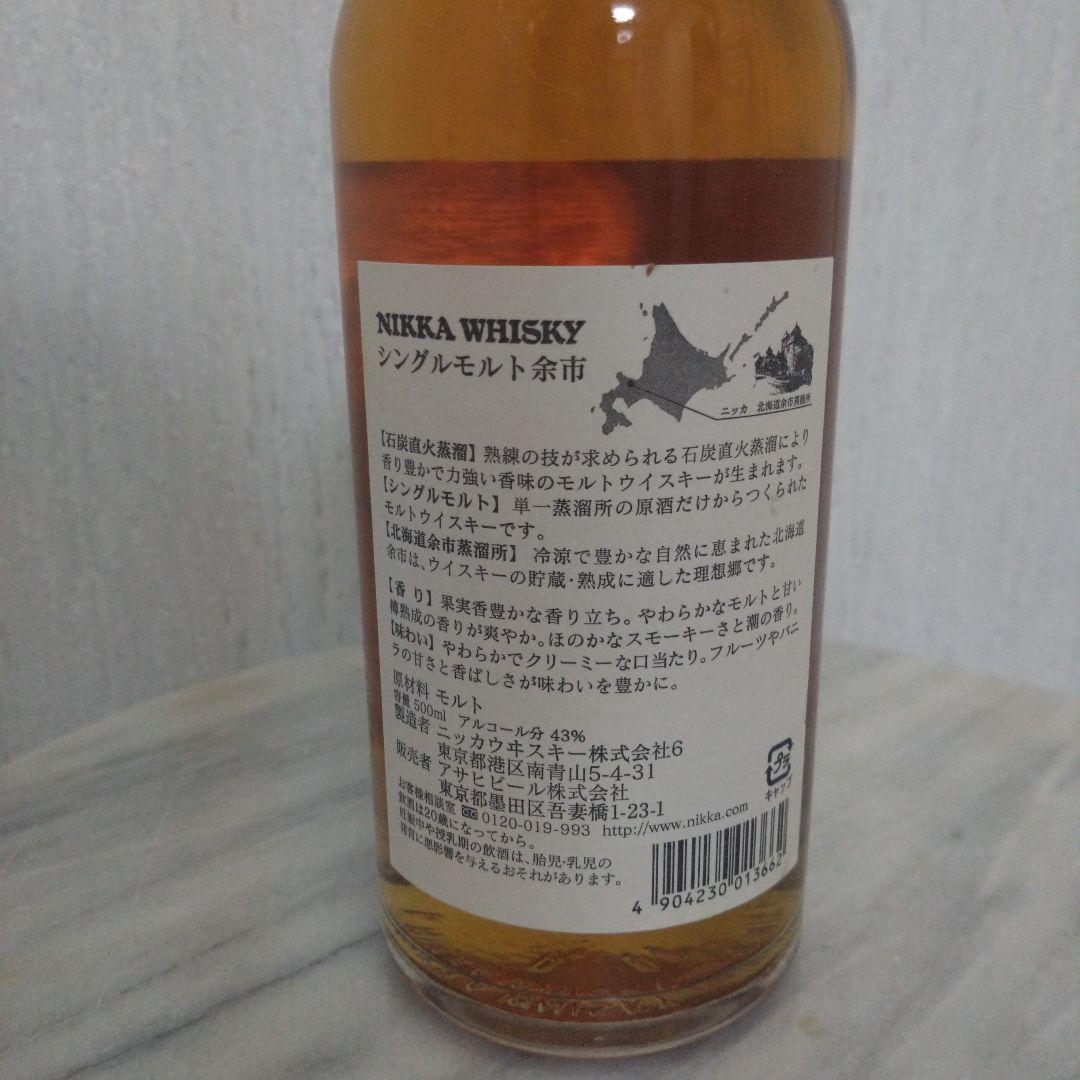 NIKKA WHISKY
シングルモルト余市
ニッカ 北海道余市蒸溜所
【石炭直火蒸溜】熟練の技が求められる石炭直火蒸溜により
香り豊かで力強い香味のモルトウイスキーが生まれます。
【シングルモルト】単一蒸溜所の原酒だけからつくられた
モルトウイスキーです。
【北海道余市蒸溜所】冷涼で豊かな自然に恵まれた北海道
余市は、ウイスキーの貯蔵・熟成に適した理想郷です。
【香り】果実香豊かな香り立ち。やわらかなモルトと甘い
樽熟成の香りが爽やか。ほのかなスモーキーさと潮の香り。
【味わい】やわらかでクリーミーな口当たり。フルーツやバニ
ラの甘さと香ばしさが味わいを豊かに。
原材料 モルト
容量 500ml アルコール分 43%
製造者 ニッカウヰスキー株式会社6
東京都港区南青山5-4-31
販売者 アサヒビール株式会社
東京都墨田区吾妻橋1-23-1
お客様相談室 0120-019-993 http://www.nikka.com
飲酒は20歳になってから。
妊娠中や授乳期の飲酒は、胎児・乳児の
発育に悪影響を与えるおそれがあります。
プラ
キャップ
4 904230 013662